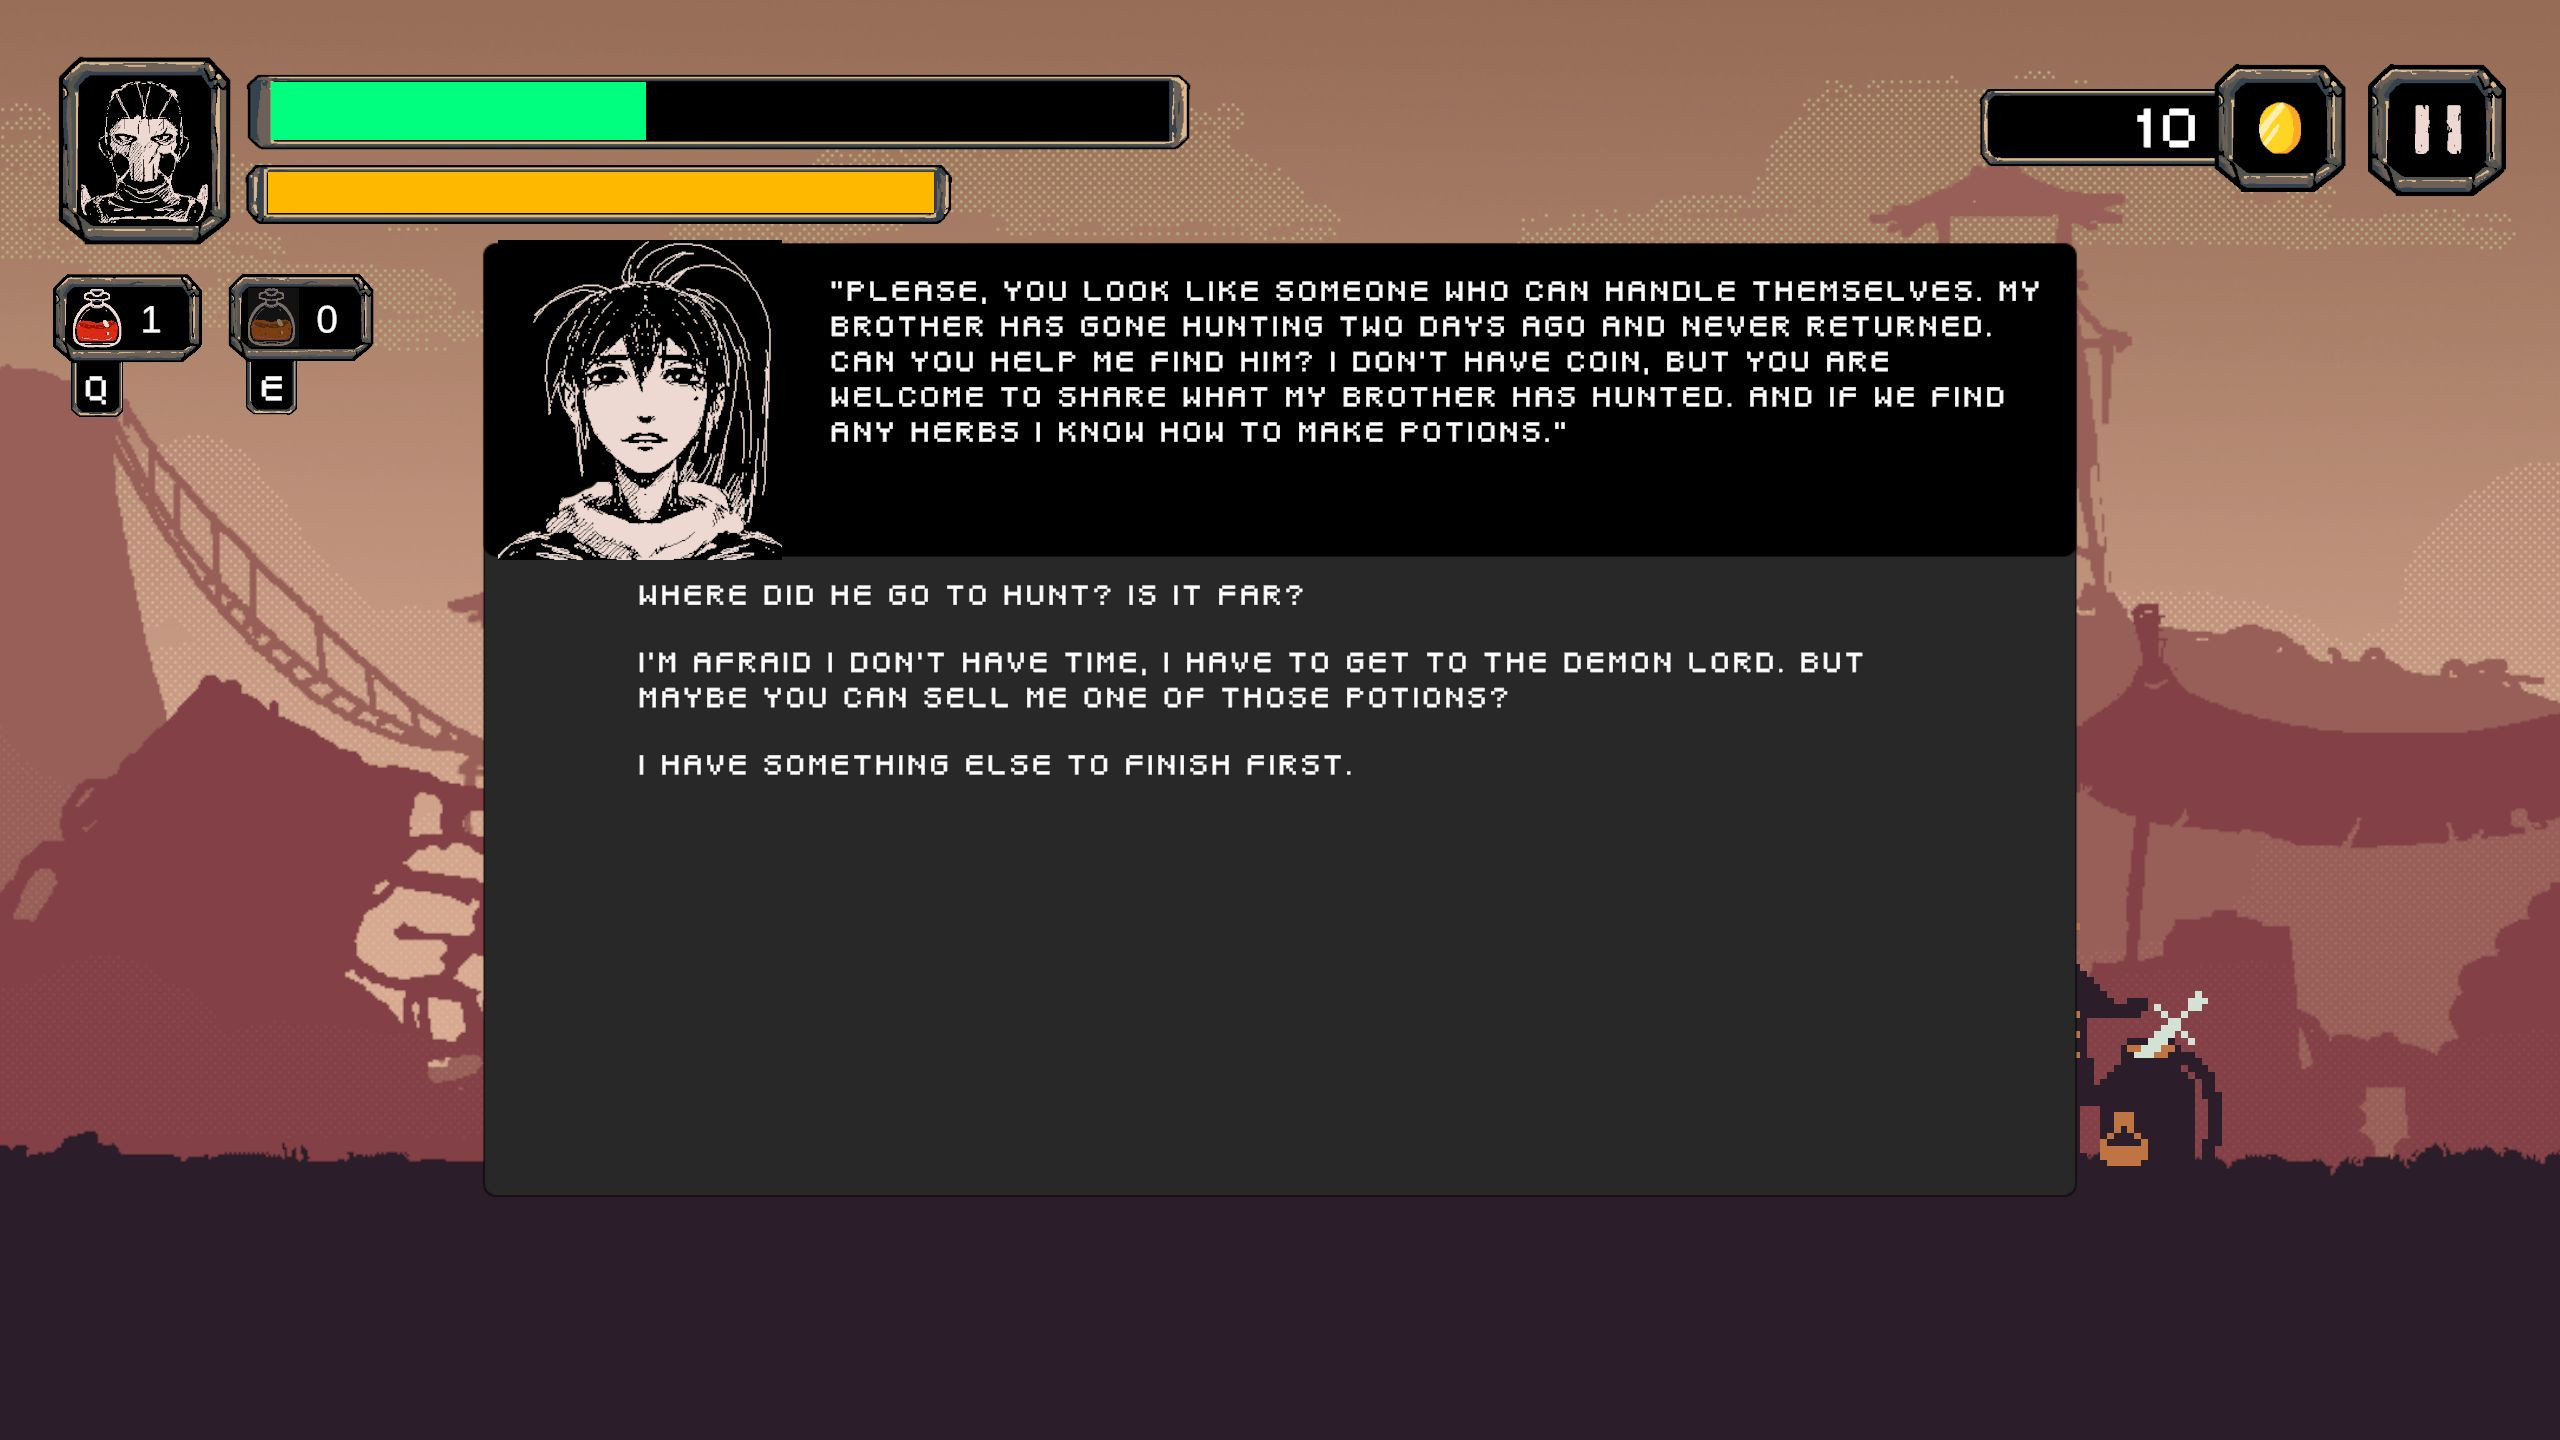 10
1
0
Q
E
"PLEASE, YOU LOOK LIKE SOMEONE WHO CAN HANDLE THEMSELVES. MY
BROTHER HAS GONE HUNTING TWO DAYS AGO AND NEVER RETURNED.
CAN YOU HELP ME FIND HIM? I DON'T HAVE COIN, BUT YOU ARE
WELCOME TO SHARE WHAT MY BROTHER HAS HUNTED. AND IF WE FIND
ANY HERBS I KNOW HOW TO MAKE POTIONS."
WHERE DID HE GO TO HUNT? IS IT FAR?
I'M AFRAID I DON'T HAVE TIME, I HAVE TO GET TO THE DEMON LORD. BUT
MAYBE YOU CAN SELL ME ONE OF THOSE POTIONS?
I HAVE SOMETHING ELSE TO FINISH FIRST.